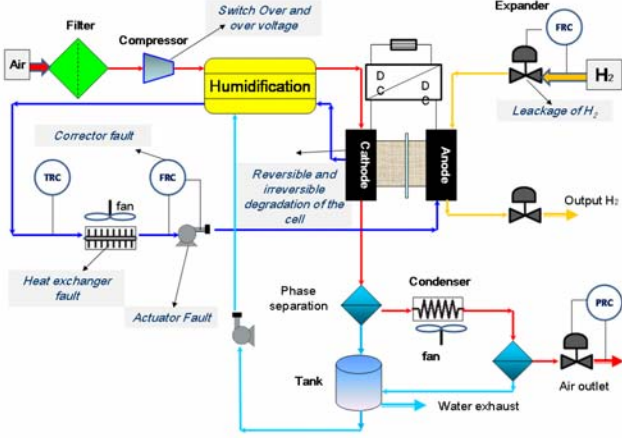 Switch Over and
over voltage
Expander
Filter
Compressor
FRC
Air
D
C
D
C
H2
Humidification
Leackage of H2
Corrector fault
Cathode
Anode
TRC
FRC
fan
Reversible and
irreversible
degradation of the
cell
Output H2
Heat exchanger
fault
Actuator Fault
Phase
separation
Condenser
PRC
fan
Tank
Air outlet
Water exhaust